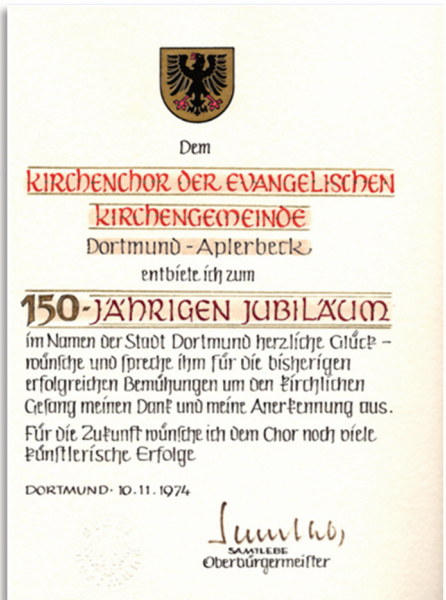 Dem
KIRCHENCHOR DER EVANGELISCHEN
KIRCHENGEMEINDE
Dortmund-Aplerbeck
entbiete ich zum
150-JÄHRIGEN JUBILÄUM
im Namen der Stadt Dortmund herzliche Glück-
wünsche und spreche ihm für die bisherigen
erfolgreichen Bemühungen um den kirchlichen
Gesang meinen Dank und meine Anerkennung aus.
Für die Zukunft wünsche ich dem Chor noch viele
künstlerische Erfolge
DORTMUND· 10.11.1974
SAMTLEBE
Oberbürgermeister